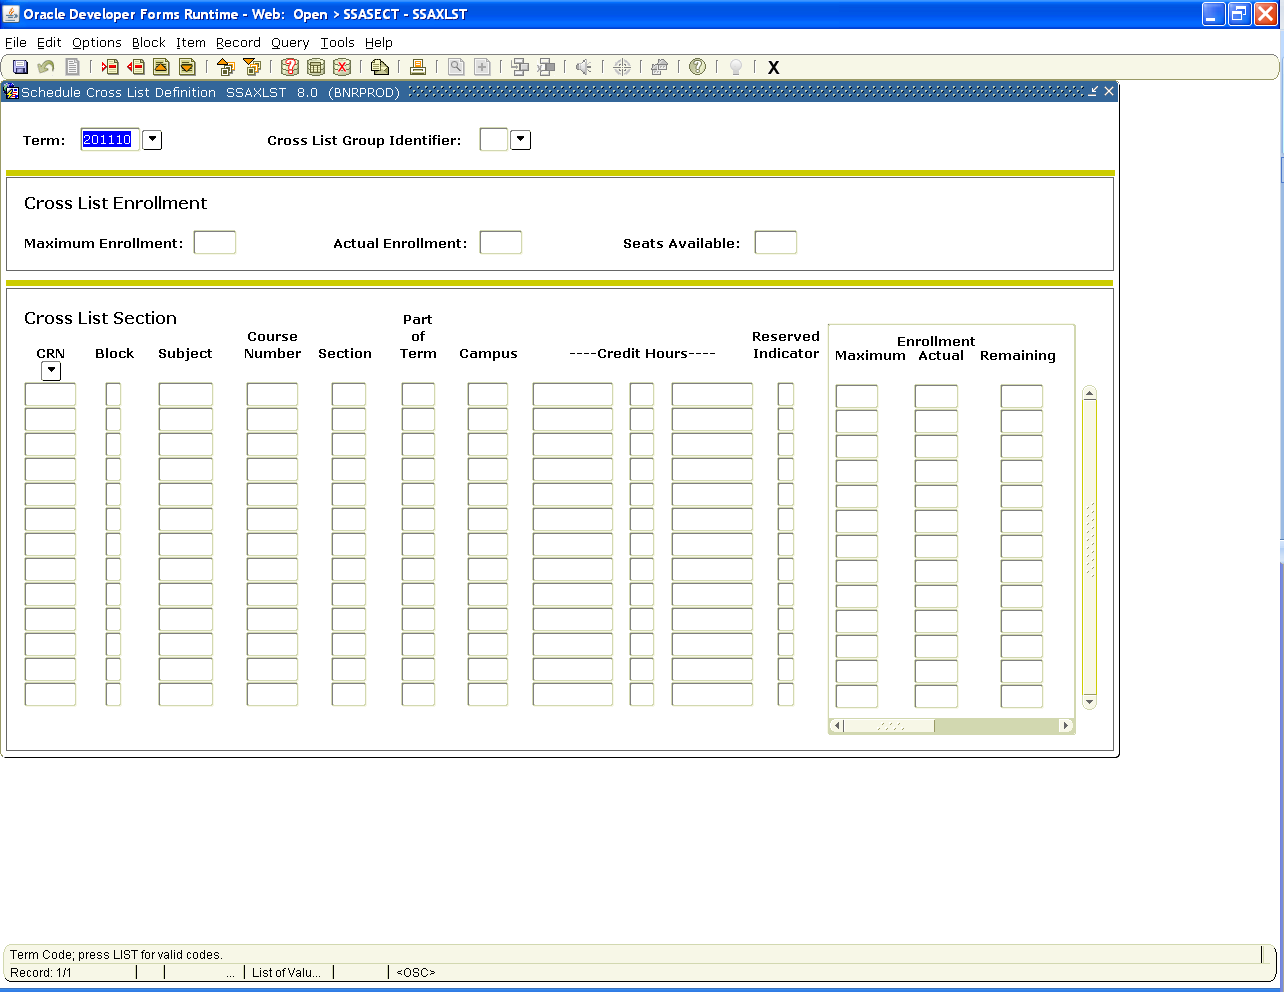 Oracle Developer Forms Runtime - Web: Open > SSASECT - SSAXLST
File Edit Options Block Item Record Query Tools Help
X
Schedule Cross List Definition SSAXLST 8.0 (BNRPROD)
Term: 201110 Cross List Group Identifier:
Cross List Enrollment
Maximum Enrollment: Actual Enrollment: Seats Available:
Cross List Section
CRN Block Subject Course Number Section Part of Term Campus ----Credit Hours---- Reserved Indicator
Enrollment
Maximum Actual Remaining
Term Code; press LIST for valid codes.
Record: 1/1 ... List of Valu... <OSC>